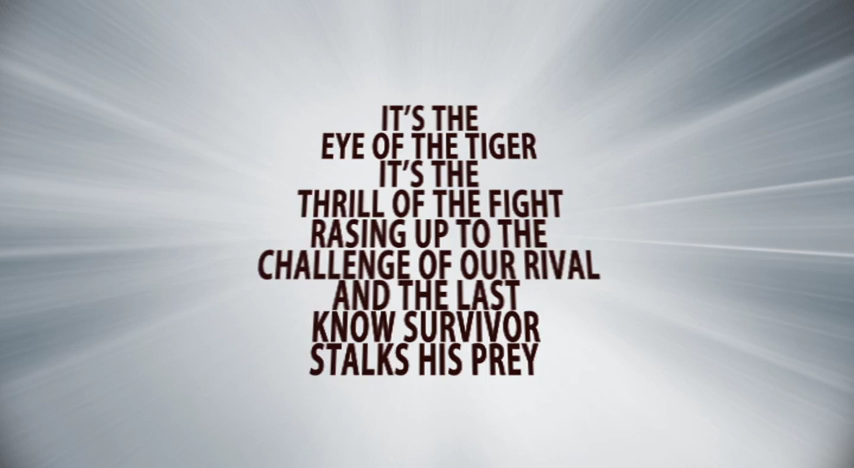 IT'S THE
EYE OF THE TIGER
IT'S THE
THRILL OF THE FIGHT
RASING UP TO THE
CHALLENGE OF OUR RIVAL
AND THE LAST
KNOW SURVIVOR
STALKS HIS PREY